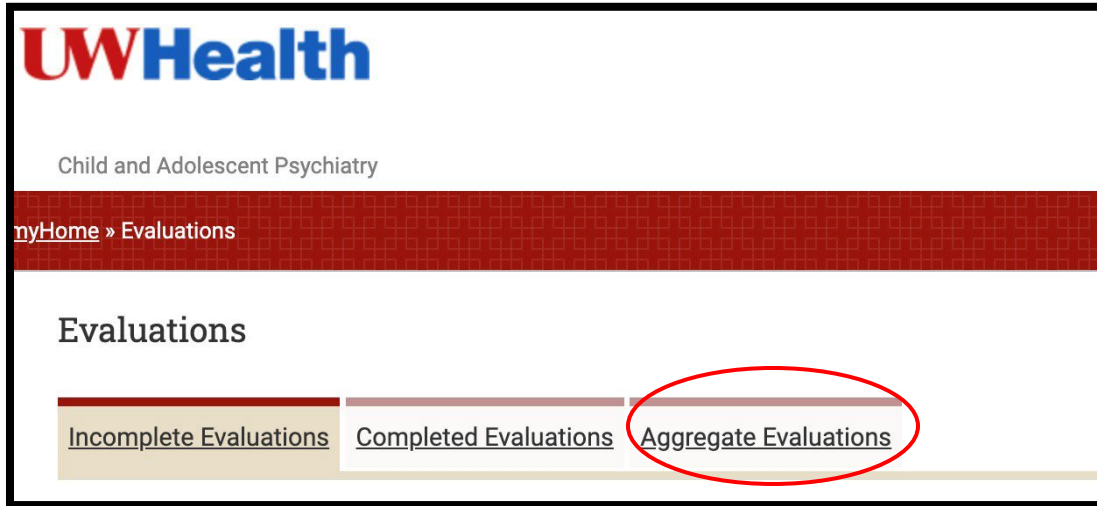 UWHealth
Child and Adolescent Psychiatry
myHome » Evaluations
Evaluations
Incomplete Evaluations Completed Evaluations Aggregate Evaluations